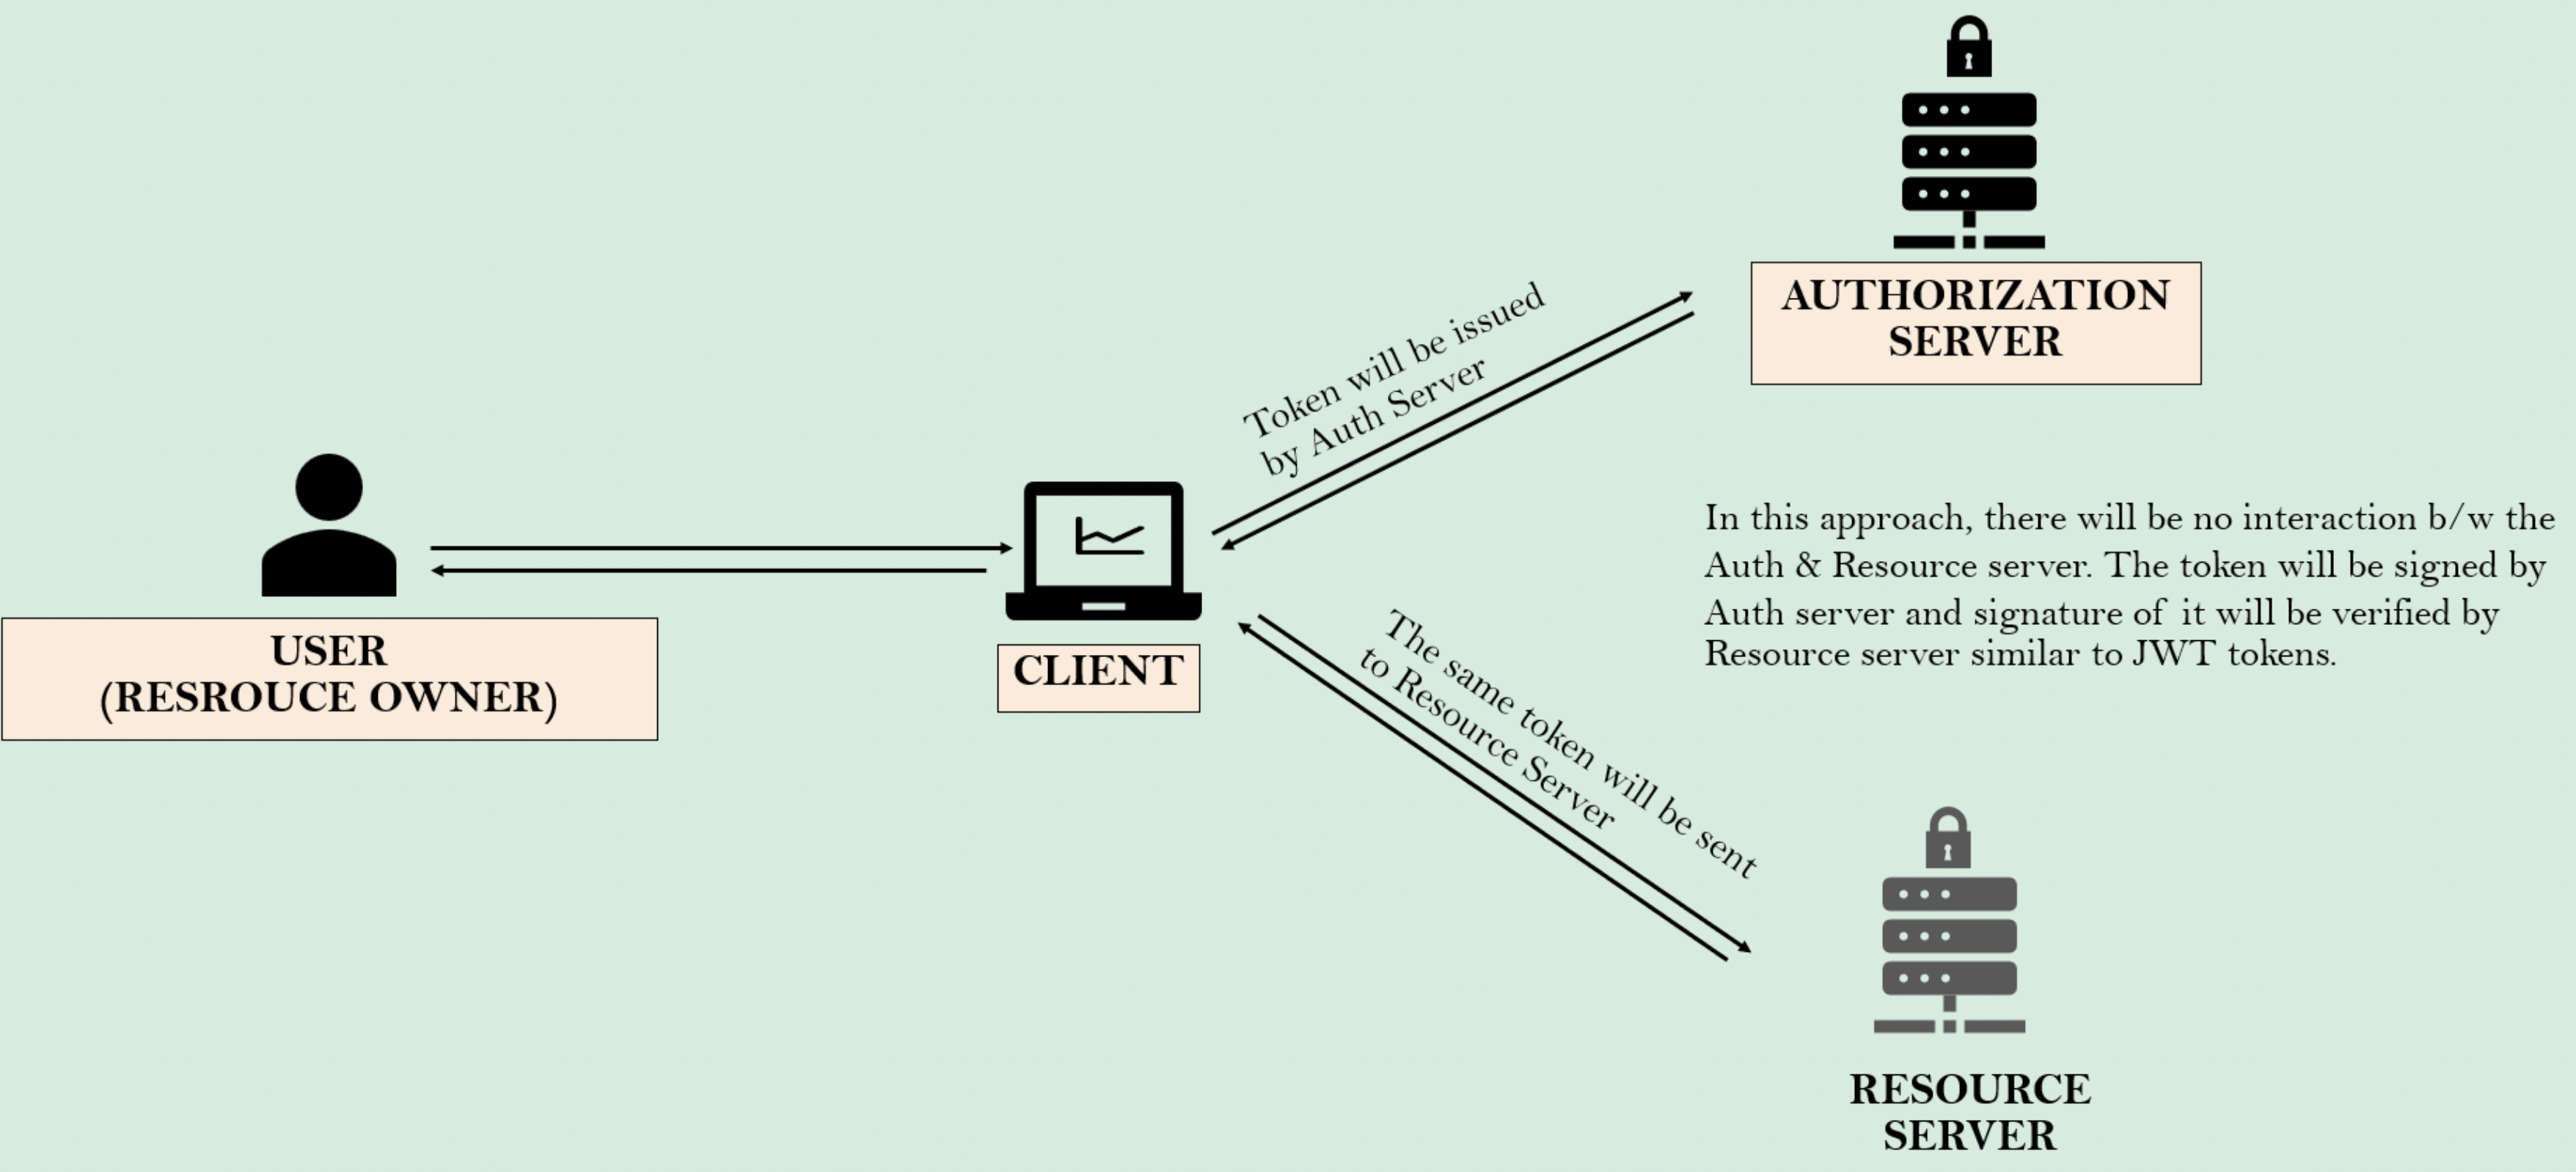 AUTHORIZATION
SERVER
Token will be issued
by Auth Server
USER
(RESROUCE OWNER)
CLIENT
In this approach, there will be no interaction b/w the
Auth & Resource server. The token will be signed by
Auth server and signature of it will be verified by
Resource server similar to JWT tokens.
The same token will be sent
to Resource Server
RESOURCE
SERVER